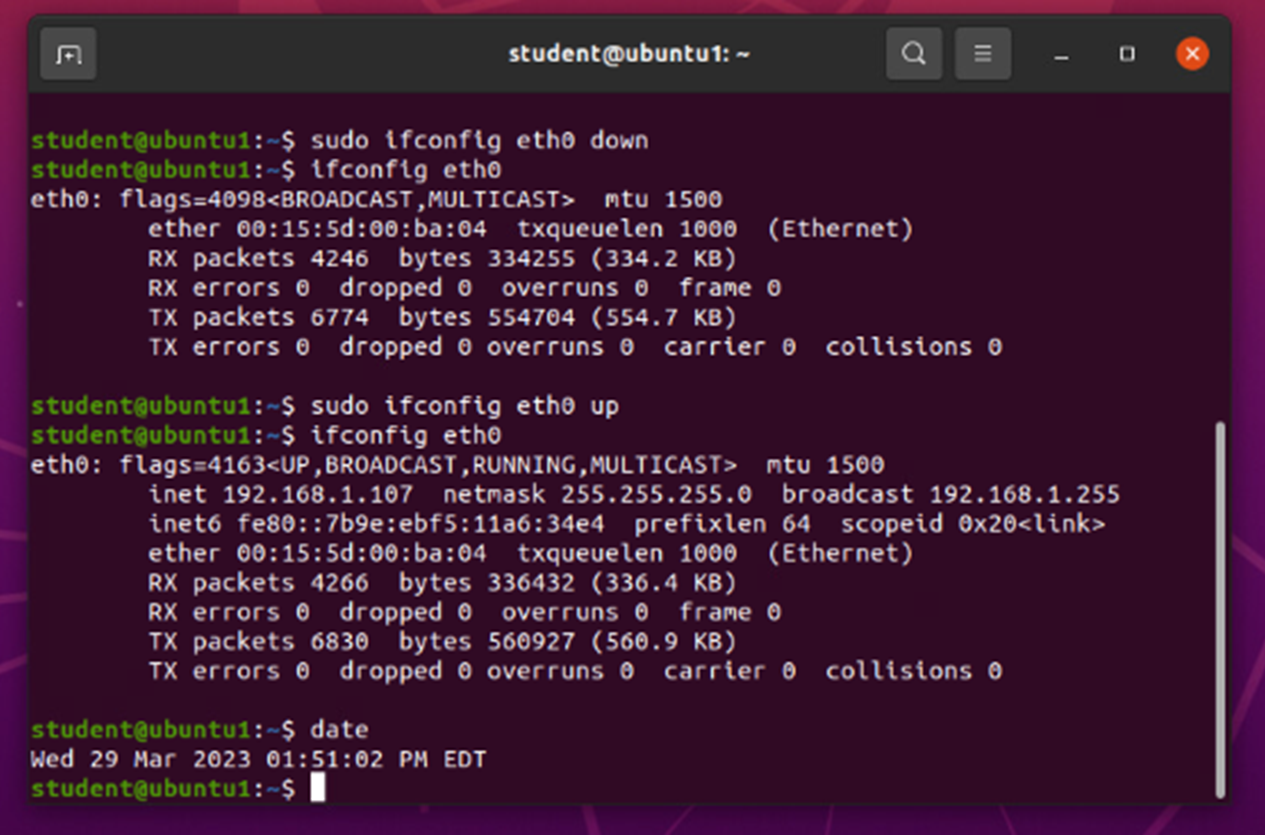 student@ubuntu1: ~
student@ubuntu1:~$ sudo ifconfig eth0 down
student@ubuntu1:~$ ifconfig eth0
eth0: flags=4098<BROADCAST,MULTICAST>  mtu 1500
        ether 00:15:5d:00:ba:04  txqueuelen 1000  (Ethernet)
        RX packets 4246  bytes 334255 (334.2 KB)
        RX errors 0  dropped 0  overruns 0  frame 0
        TX packets 6774  bytes 554704 (554.7 KB)
        TX errors 0  dropped 0 overruns 0  carrier 0  collisions 0
student@ubuntu1:~$ sudo ifconfig eth0 up
student@ubuntu1:~$ ifconfig eth0
eth0: flags=4163<UP,BROADCAST,RUNNING,MULTICAST>  mtu 1500
        inet 192.168.1.107  netmask 255.255.255.0  broadcast 192.168.1.255
        inet6 fe80::7b9e:ebf5:11a6:34e4  prefixlen 64  scopeid 0x20<link>
        ether 00:15:5d:00:ba:04  txqueuelen 1000  (Ethernet)
        RX packets 4266  bytes 336432 (336.4 KB)
        RX errors 0  dropped 0  overruns 0  frame 0
        TX packets 6830  bytes 560927 (560.9 KB)
        TX errors 0  dropped 0 overruns 0  carrier 0  collisions 0
student@ubuntu1:~$ date
Wed 29 Mar 2023 01:51:02 PM EDT
student@ubuntu1:~$